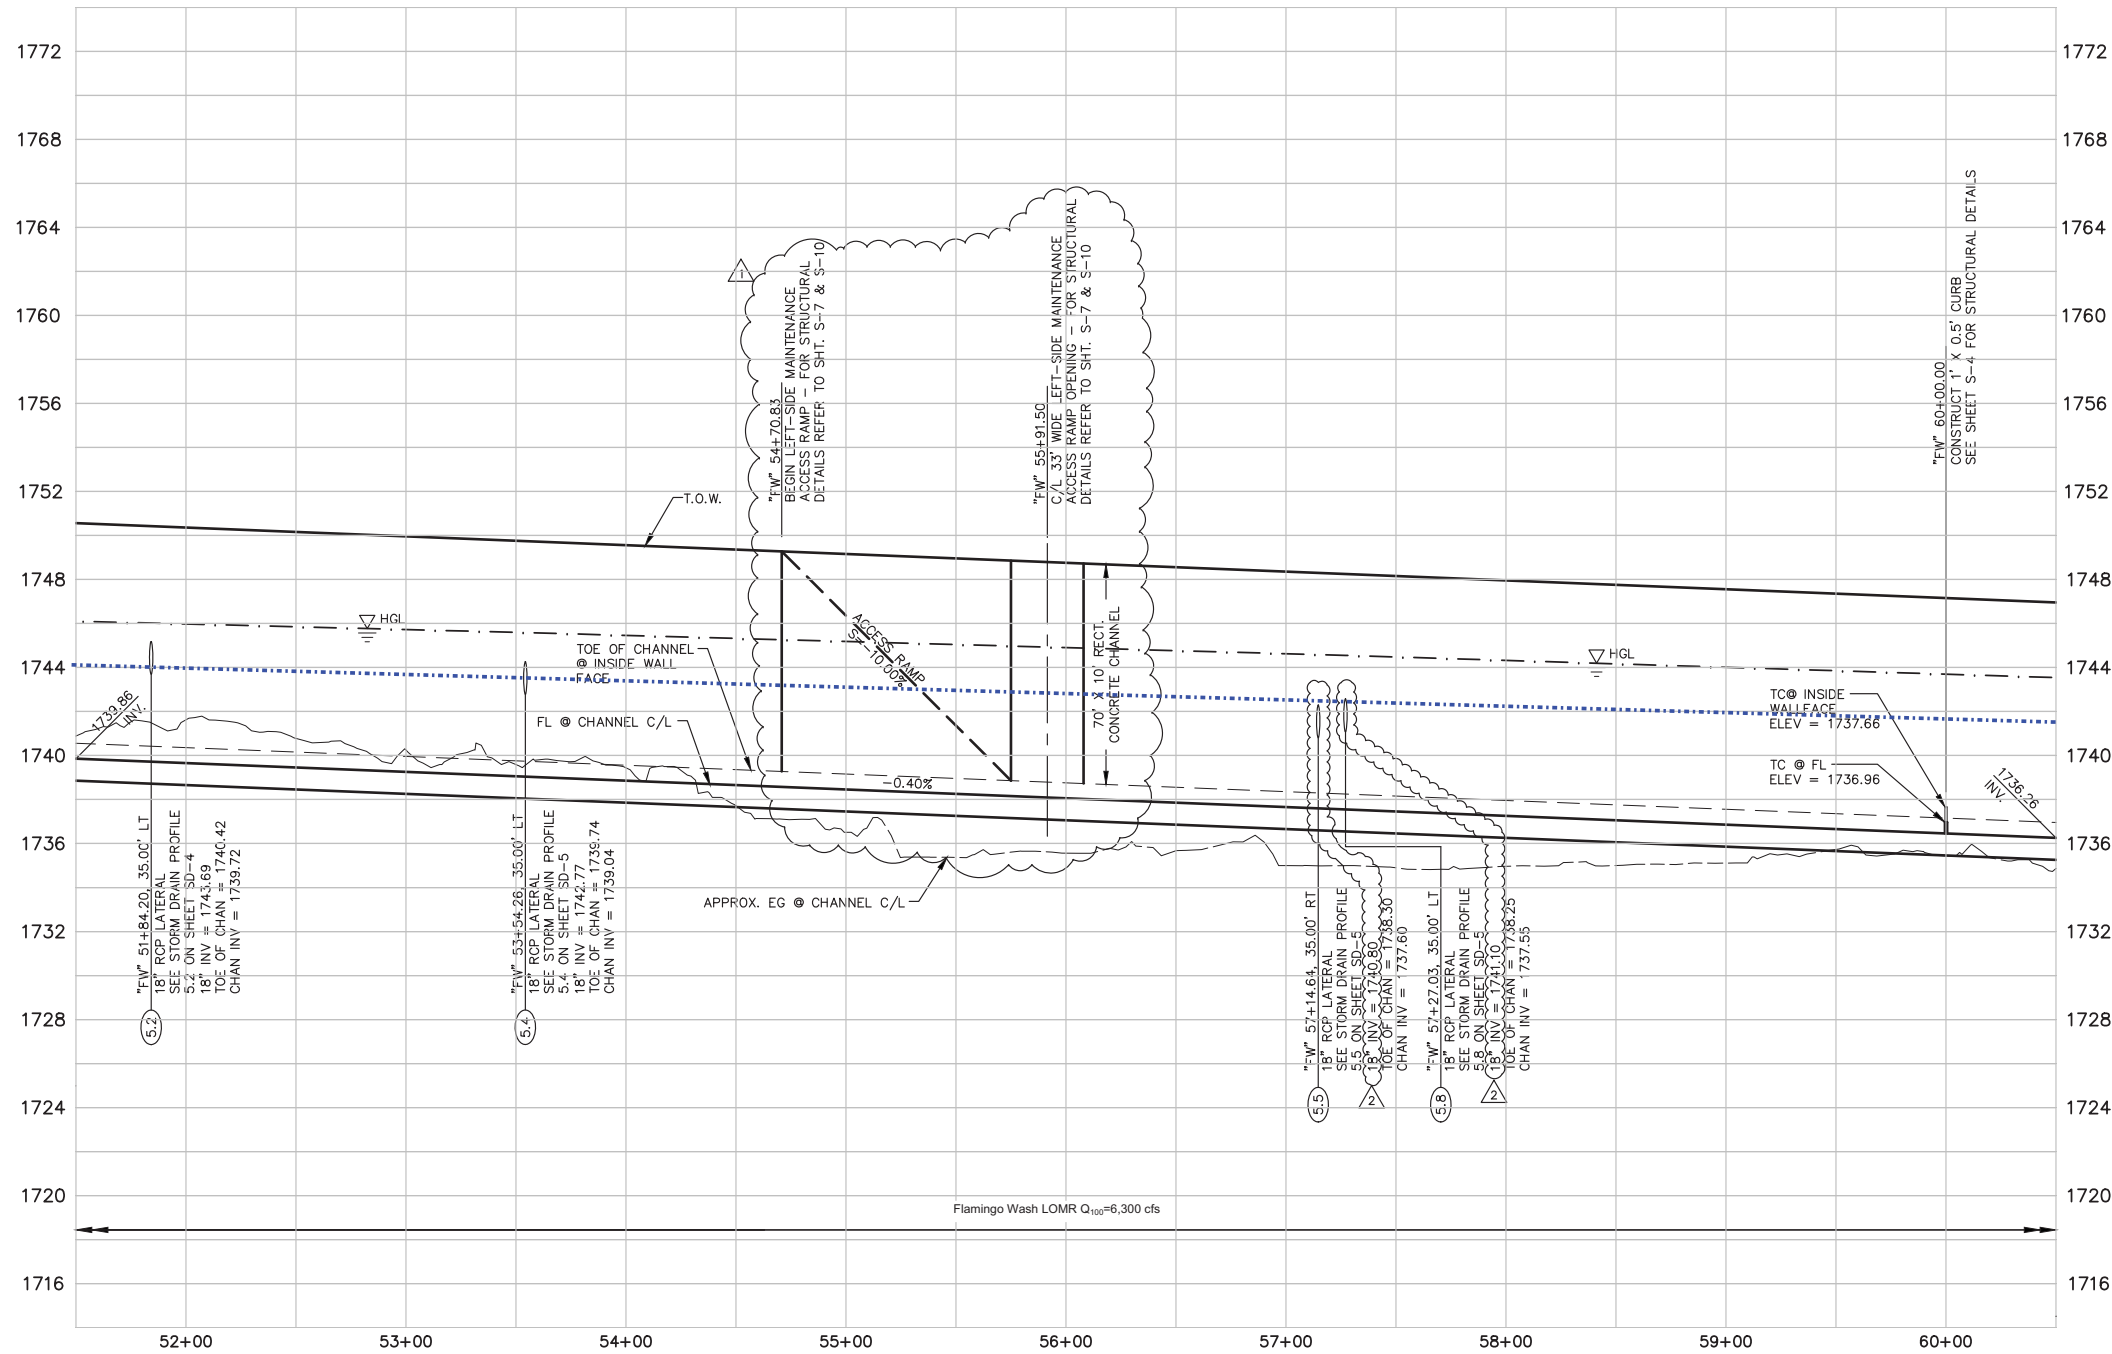 1772
1768
1764
1760
1756
1752
1748
1744
1740
1736
1732
1728
1724
1720
1716
1772
1768
1764
1760
1756
1752
1748
1744
1740
1736
1732
1728
1724
1720
1716
1
"FW" 54+70.83
BEGIN LEFT-SIDE MAINTENANCE
ACCESS RAMP - FOR STRUCTURAL
DETAILS REFER TO SHT. S-7 & S-10
"FW" 55+91.50
C/L 33' WIDE LEFT-SIDE MAINTENANCE
ACCESS RAMP OPENING - FOR STRUCTURAL
DETAILS REFER TO SHT. S-7 & S-10
"FW" 60+00.00
CONSTRUCT 1' X 0.5' CURB
SEE SHEET S-4 FOR STRUCTURAL DETAILS
T.O.W.
HGL
HGL
ACCESS RAMP
S=-10.00%
70' X 10' RECT.
CONCRETE CHANNEL
TOE OF CHANNEL
@ INSIDE WALL
FACE
FL @ CHANNEL C/L
-0.40%
1739.86
INV.
TC@ INSIDE
WALLFACE
ELEV = 1737.66
TC @ FL
ELEV = 1736.96
1736.26
INV.
APPROX. EG @ CHANNEL C/L
"FW" 51+84.20, 35.00' LT
18" RCP LATERAL
SEE STORM DRAIN PROFILE
5.2 ON SHEET SD-4
18" INV = 1743.69
TOE OF CHAN = 1740.42
CHAN INV = 1739.72
5.2
"FW" 53+54.26, 35.00' LT
18" RCP LATERAL
SEE STORM DRAIN PROFILE
5.4 ON SHEET SD-5
18" INV = 1742.77
TOE OF CHAN = 1739.74
CHAN INV = 1739.04
5.4
"FW" 57+14.64, 35.00' RT
18" RCP LATERAL
SEE STORM DRAIN PROFILE
5.5 ON SHEET SD-5
18" INV = 1740.80
TOE OF CHAN = 1738.30
CHAN INV = 1737.60
5.5
2
"FW" 57+27.03, 35.00' LT
18" RCP LATERAL
SEE STORM DRAIN PROFILE
5.8 ON SHEET SD-5
18" INV = 1741.10
TOE OF CHAN = 1738.25
CHAN INV = 1737.55
5.8
2
Flamingo Wash LOMR Q₁₀₀=6,300 cfs
52+00 53+00 54+00 55+00 56+00 57+00 58+00 59+00 60+00